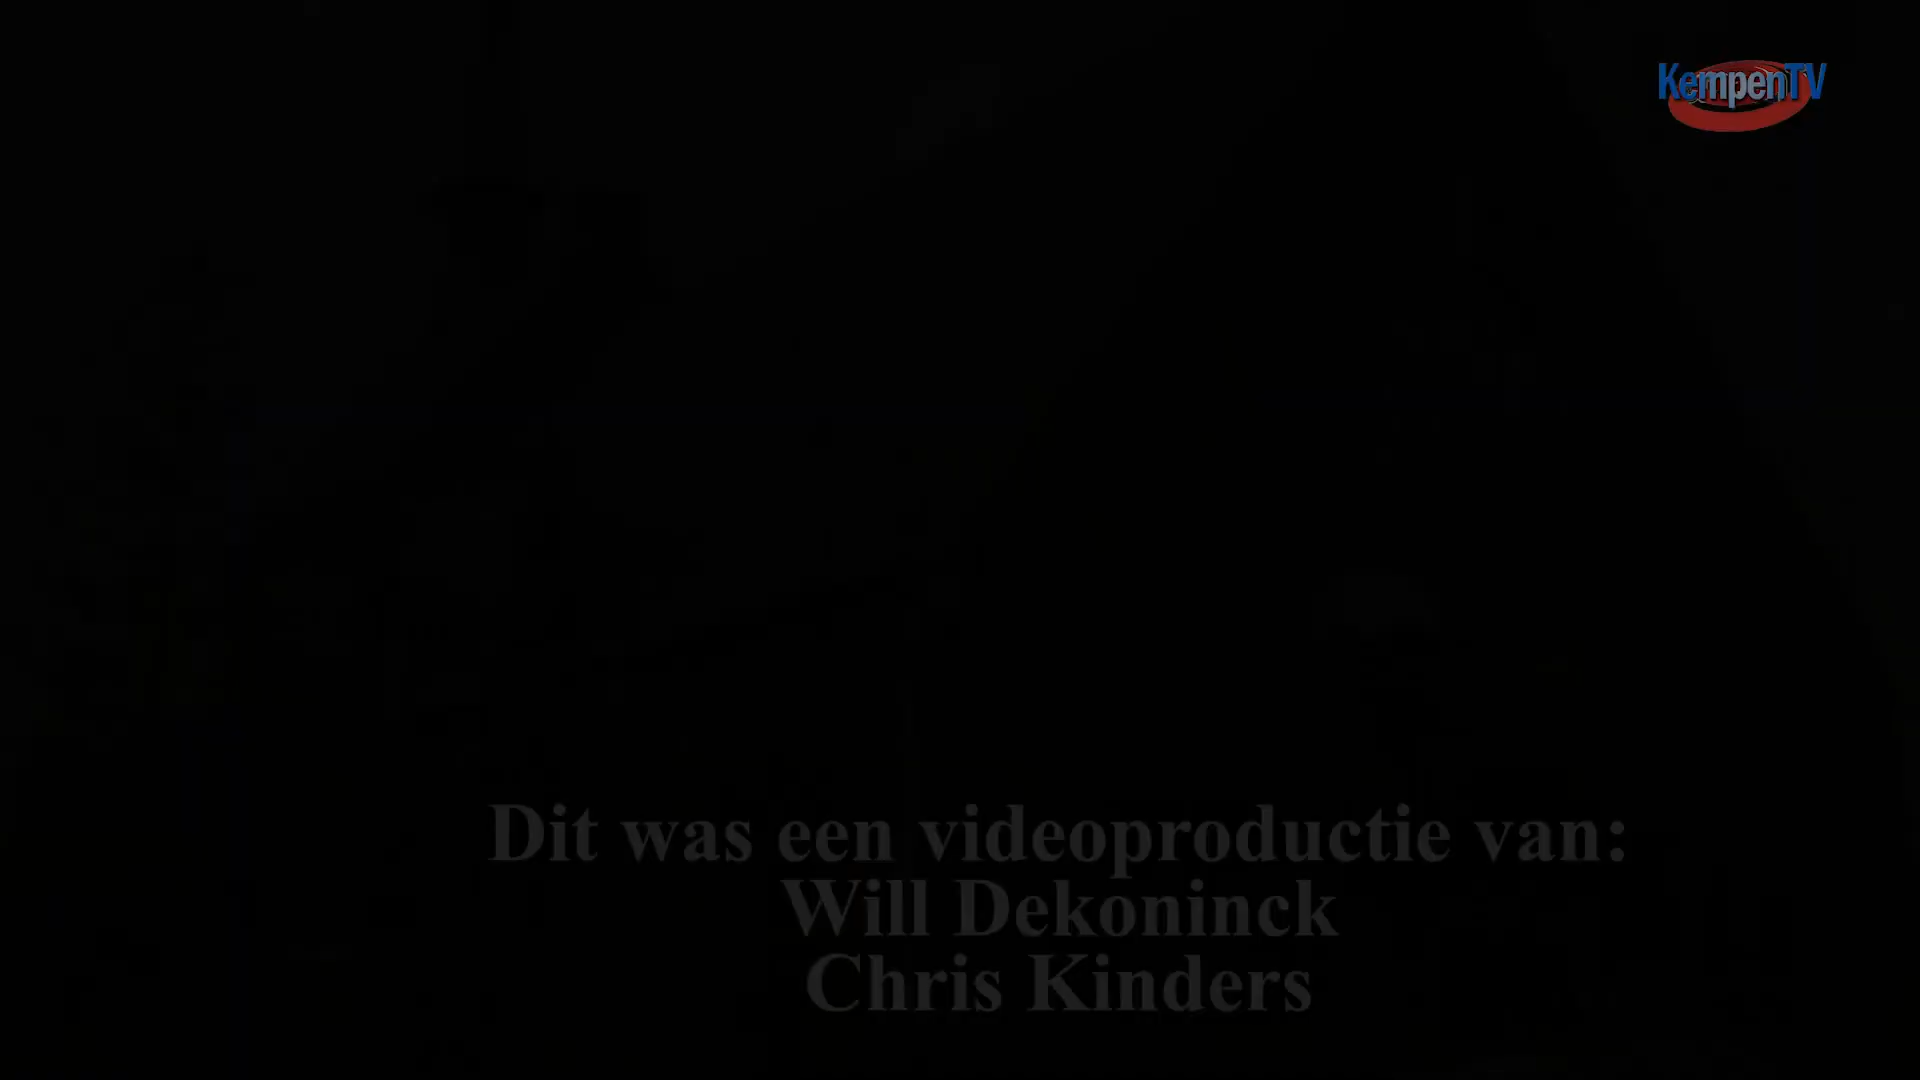 KempenTV
Dit was een videoproductie van:
Will Dekoninck
Chris Kinders